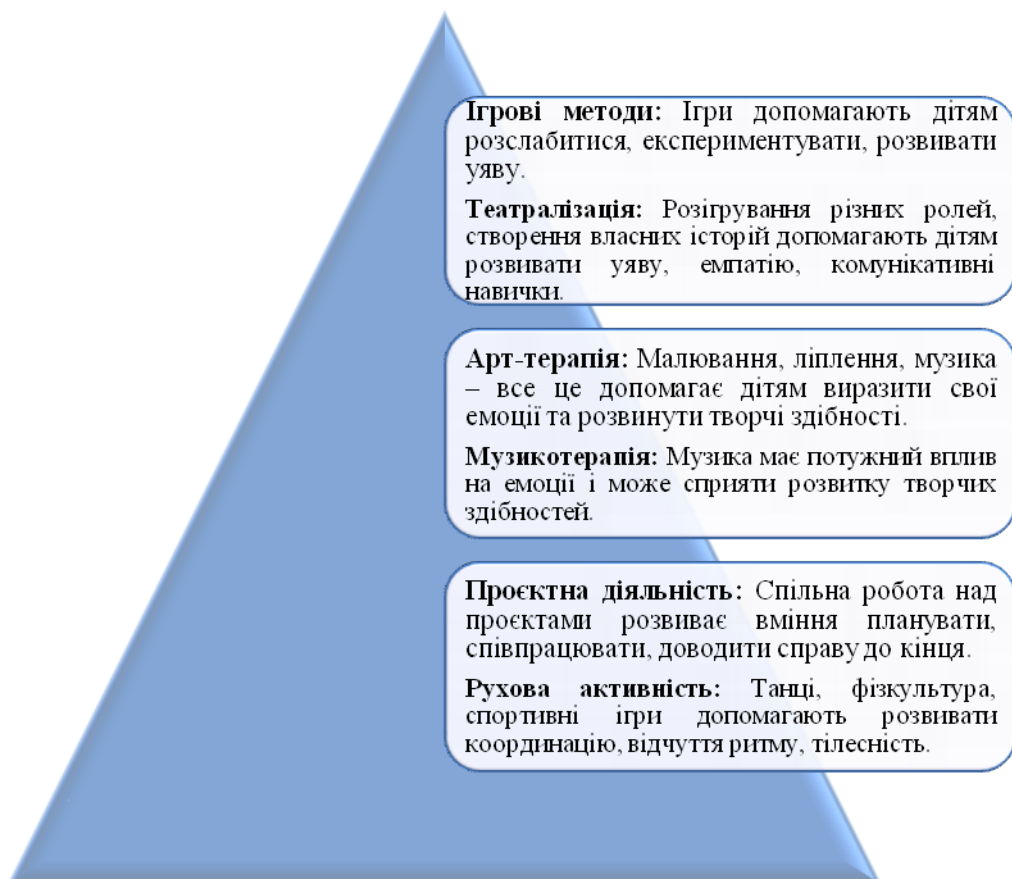 Ігрові методи: Ігри допомагають дітям
розслабитися, експериментувати, розвивати
уяву.
Театралізація: Розігрування різних ролей,
створення власних історій допомагають дітям
розвивати уяву, емпатію, комунікативні
навички.
Арт-терапія: Малювання, ліплення, музика
– все це допомагає дітям виразити свої
емоції та розвинути творчі здібності.
Музикотерапія: Музика має потужний вплив
на емоції і може сприяти розвитку творчих
здібностей.
Проєктна діяльність: Спільна робота над
проєктами розвиває вміння планувати,
співпрацювати, доводити справу до кінця.
Рухова активність: Танці, фізкультура,
спортивні ігри допомагають розвивати
координацію, відчуття ритму, тілесність.